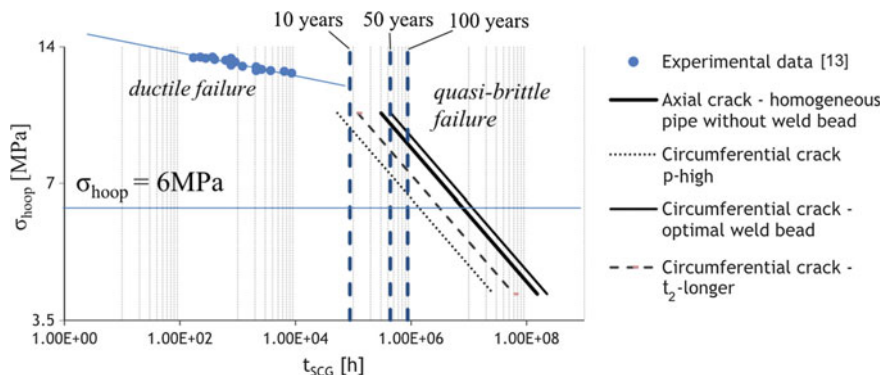 10 years
50 years
100 years
14
ductile failure
quasi-brittle
failure
7
σhoop = 6MPa
σhoop [MPa]
3.5
1.00E+00
1.00E+02
1.00E+04
1.00E+06
1.00E+08
tSCG [h]
Experimental data [13]
Axial crack - homogeneous
pipe without weld bead
Circumferential crack
p-high
Circumferential crack -
optimal weld bead
Circumferential crack -
t2-longer